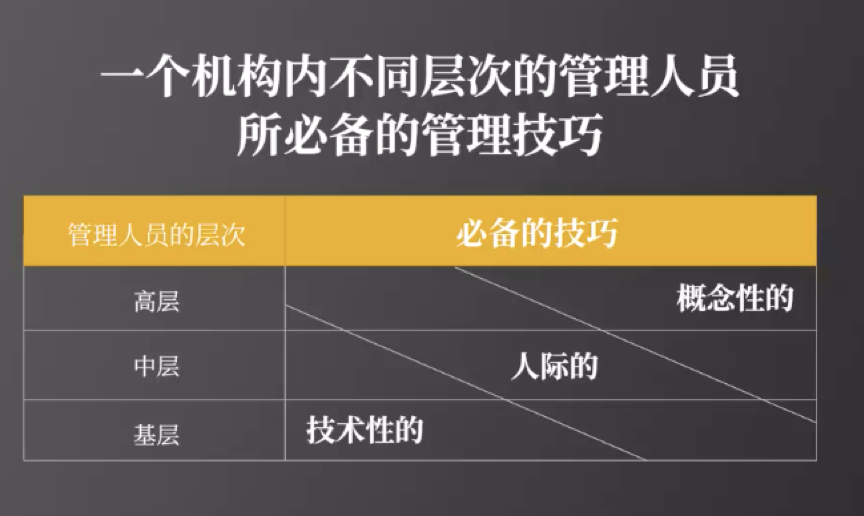 一个机构内不同层次的管理人员
所必备的管理技巧
管理人员的层次 必备的技巧
高层 概念性的
中层 人际的
基层 技术性的